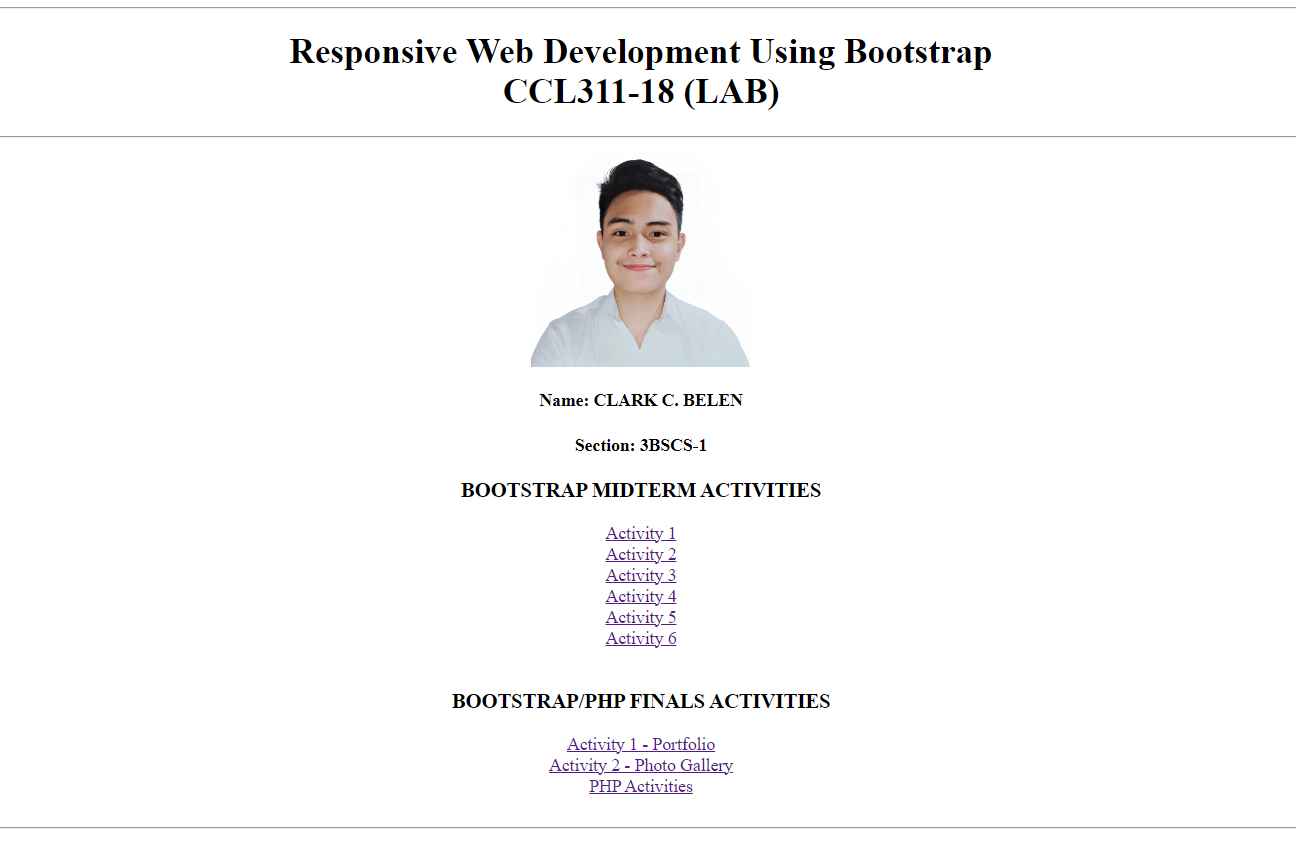 Responsive Web Development Using Bootstrap
CCL311-18 (LAB)
Name: CLARK C. BELEN
Section: 3BSCS-1
BOOTSTRAP MIDTERM ACTIVITIES
Activity 1
Activity 2
Activity 3
Activity 4
Activity 5
Activity 6
BOOTSTRAP/PHP FINALS ACTIVITIES
Activity 1 - Portfolio
Activity 2 - Photo Gallery
PHP Activities